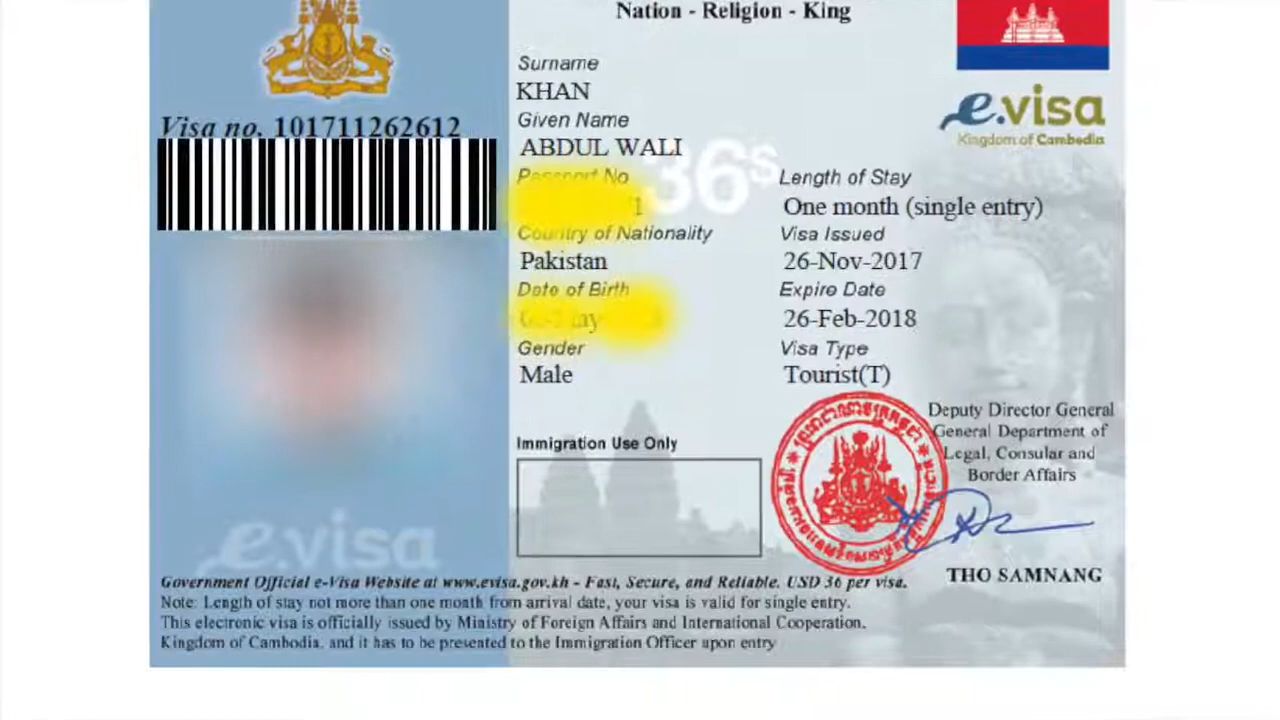 Nation - Religion - King
Surname
KHAN
Given Name
Visa no. 101711262612
ABDUL WALI
e.visa
Kingdom of Cambodia
36$
Passport No
1
Length of Stay
One month (single entry)
Country of Nationality
Pakistan
Visa Issued
26-Nov-2017
Date of Birth
Expire Date
26-Feb-2018
Gender
Male
Visa Type
Tourist(T)
Immigration Use Only
Deputy Director General
General Department of
Legal, Consular and
Border Affairs
THO SAMNANG
e.visa
Government Official e-Visa Website at www.evisa.gov.kh - Fast, Secure, and Reliable. USD 36 per visa.
Note: Length of stay not more than one month from arrival date, your visa is valid for single entry.
This electronic visa is officially issued by Ministry of Foreign Affairs and International Cooperation.
Kingdom of Cambodia, and it has to be presented to the Immigration Officer upon entry